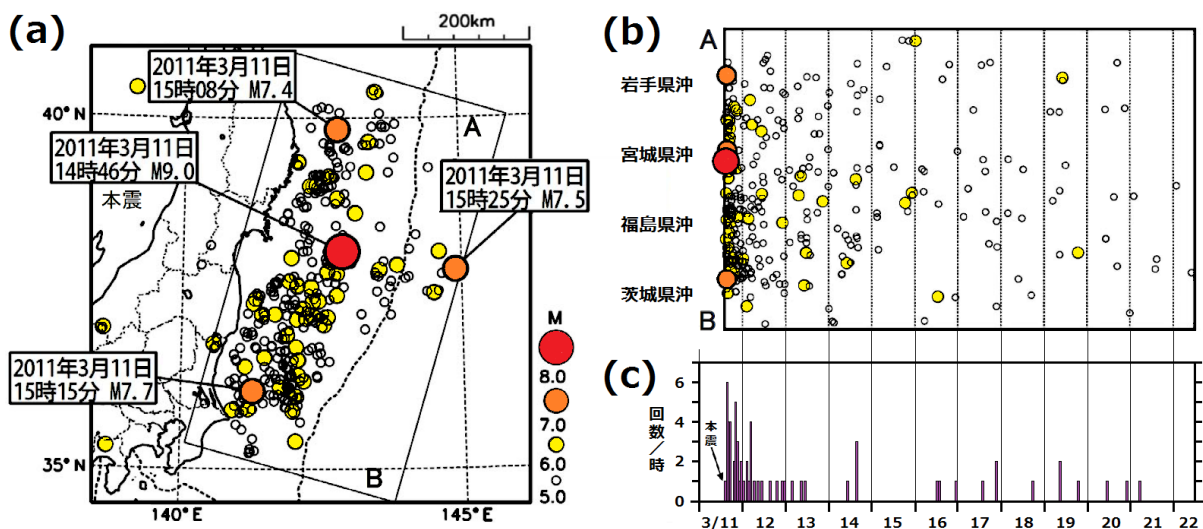 (a)
200km
2011年3月11日
15時08分 M7.4
40°N
2011年3月11日
14時46分 M9.0
本震
A
2011年3月11日
15時25分 M7.5
2011年3月11日
15時15分 M7.7
M
8.0
7.0
6.0
5.0
35°N
B
140°E
145°E
(b)
A
岩手県沖
宮城県沖
福島県沖
茨城県沖
B
(c)
6
4
2
0
回数/時
本震
3/11
12
13
14
15
16
17
18
19
20
21
22